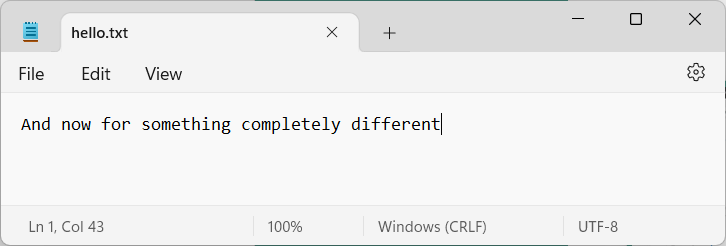 hello.txt
File Edit View
And now for something completely different
Ln 1, Col 43 100% Windows (CRLF) UTF-8